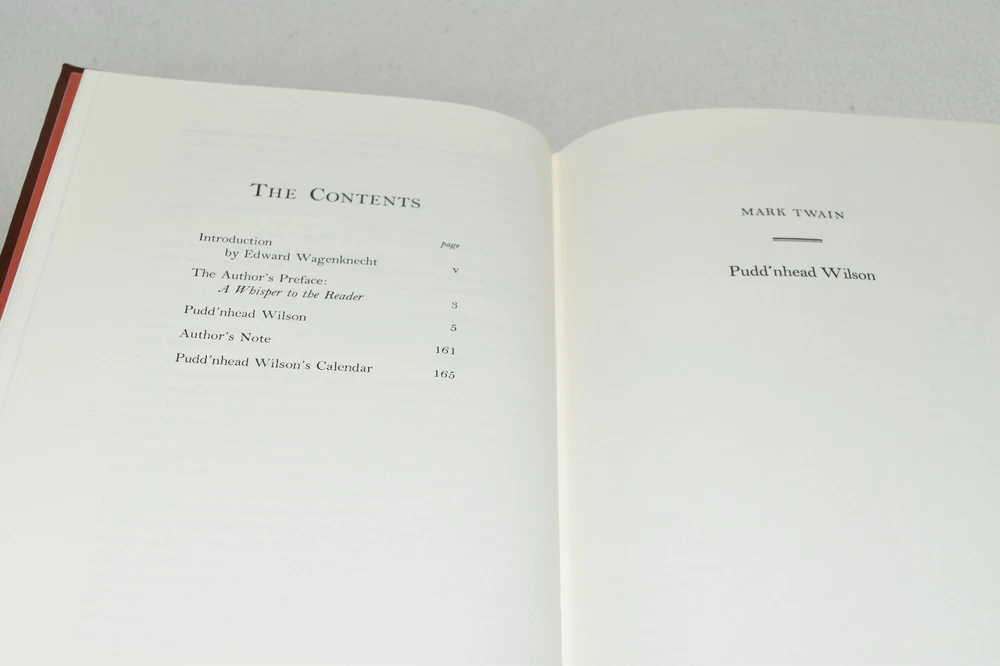 THE CONTENTS
page
Introduction
by Edward Wagenknecht v
The Author's Preface:
A Whisper to the Reader 3
Pudd'nhead Wilson 5
Author's Note 161
Pudd'nhead Wilson's Calendar 165
MARK TWAIN
Pudd'nhead Wilson